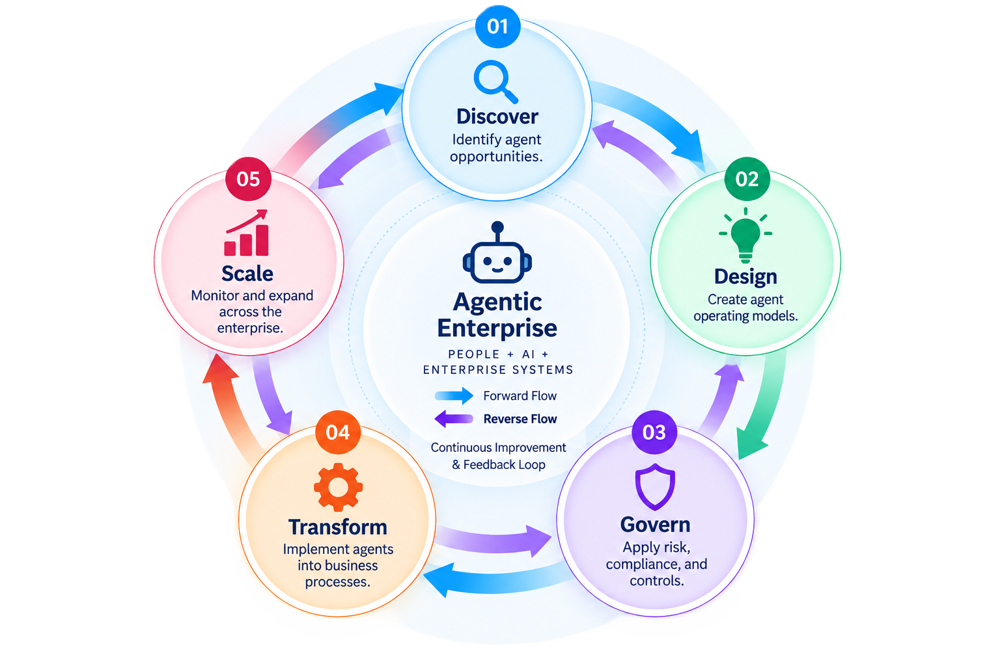 01
Discover
Identify agent
opportunities.
02
Design
Create agent
operating models.
03
Govern
Apply risk,
compliance, and
controls.
04
Transform
Implement agents
into business
processes.
05
Scale
Monitor and expand
across the
enterprise.
Agentic
Enterprise
PEOPLE + AI +
ENTERPRISE SYSTEMS
Forward Flow
Reverse Flow
Continuous Improvement
& Feedback Loop